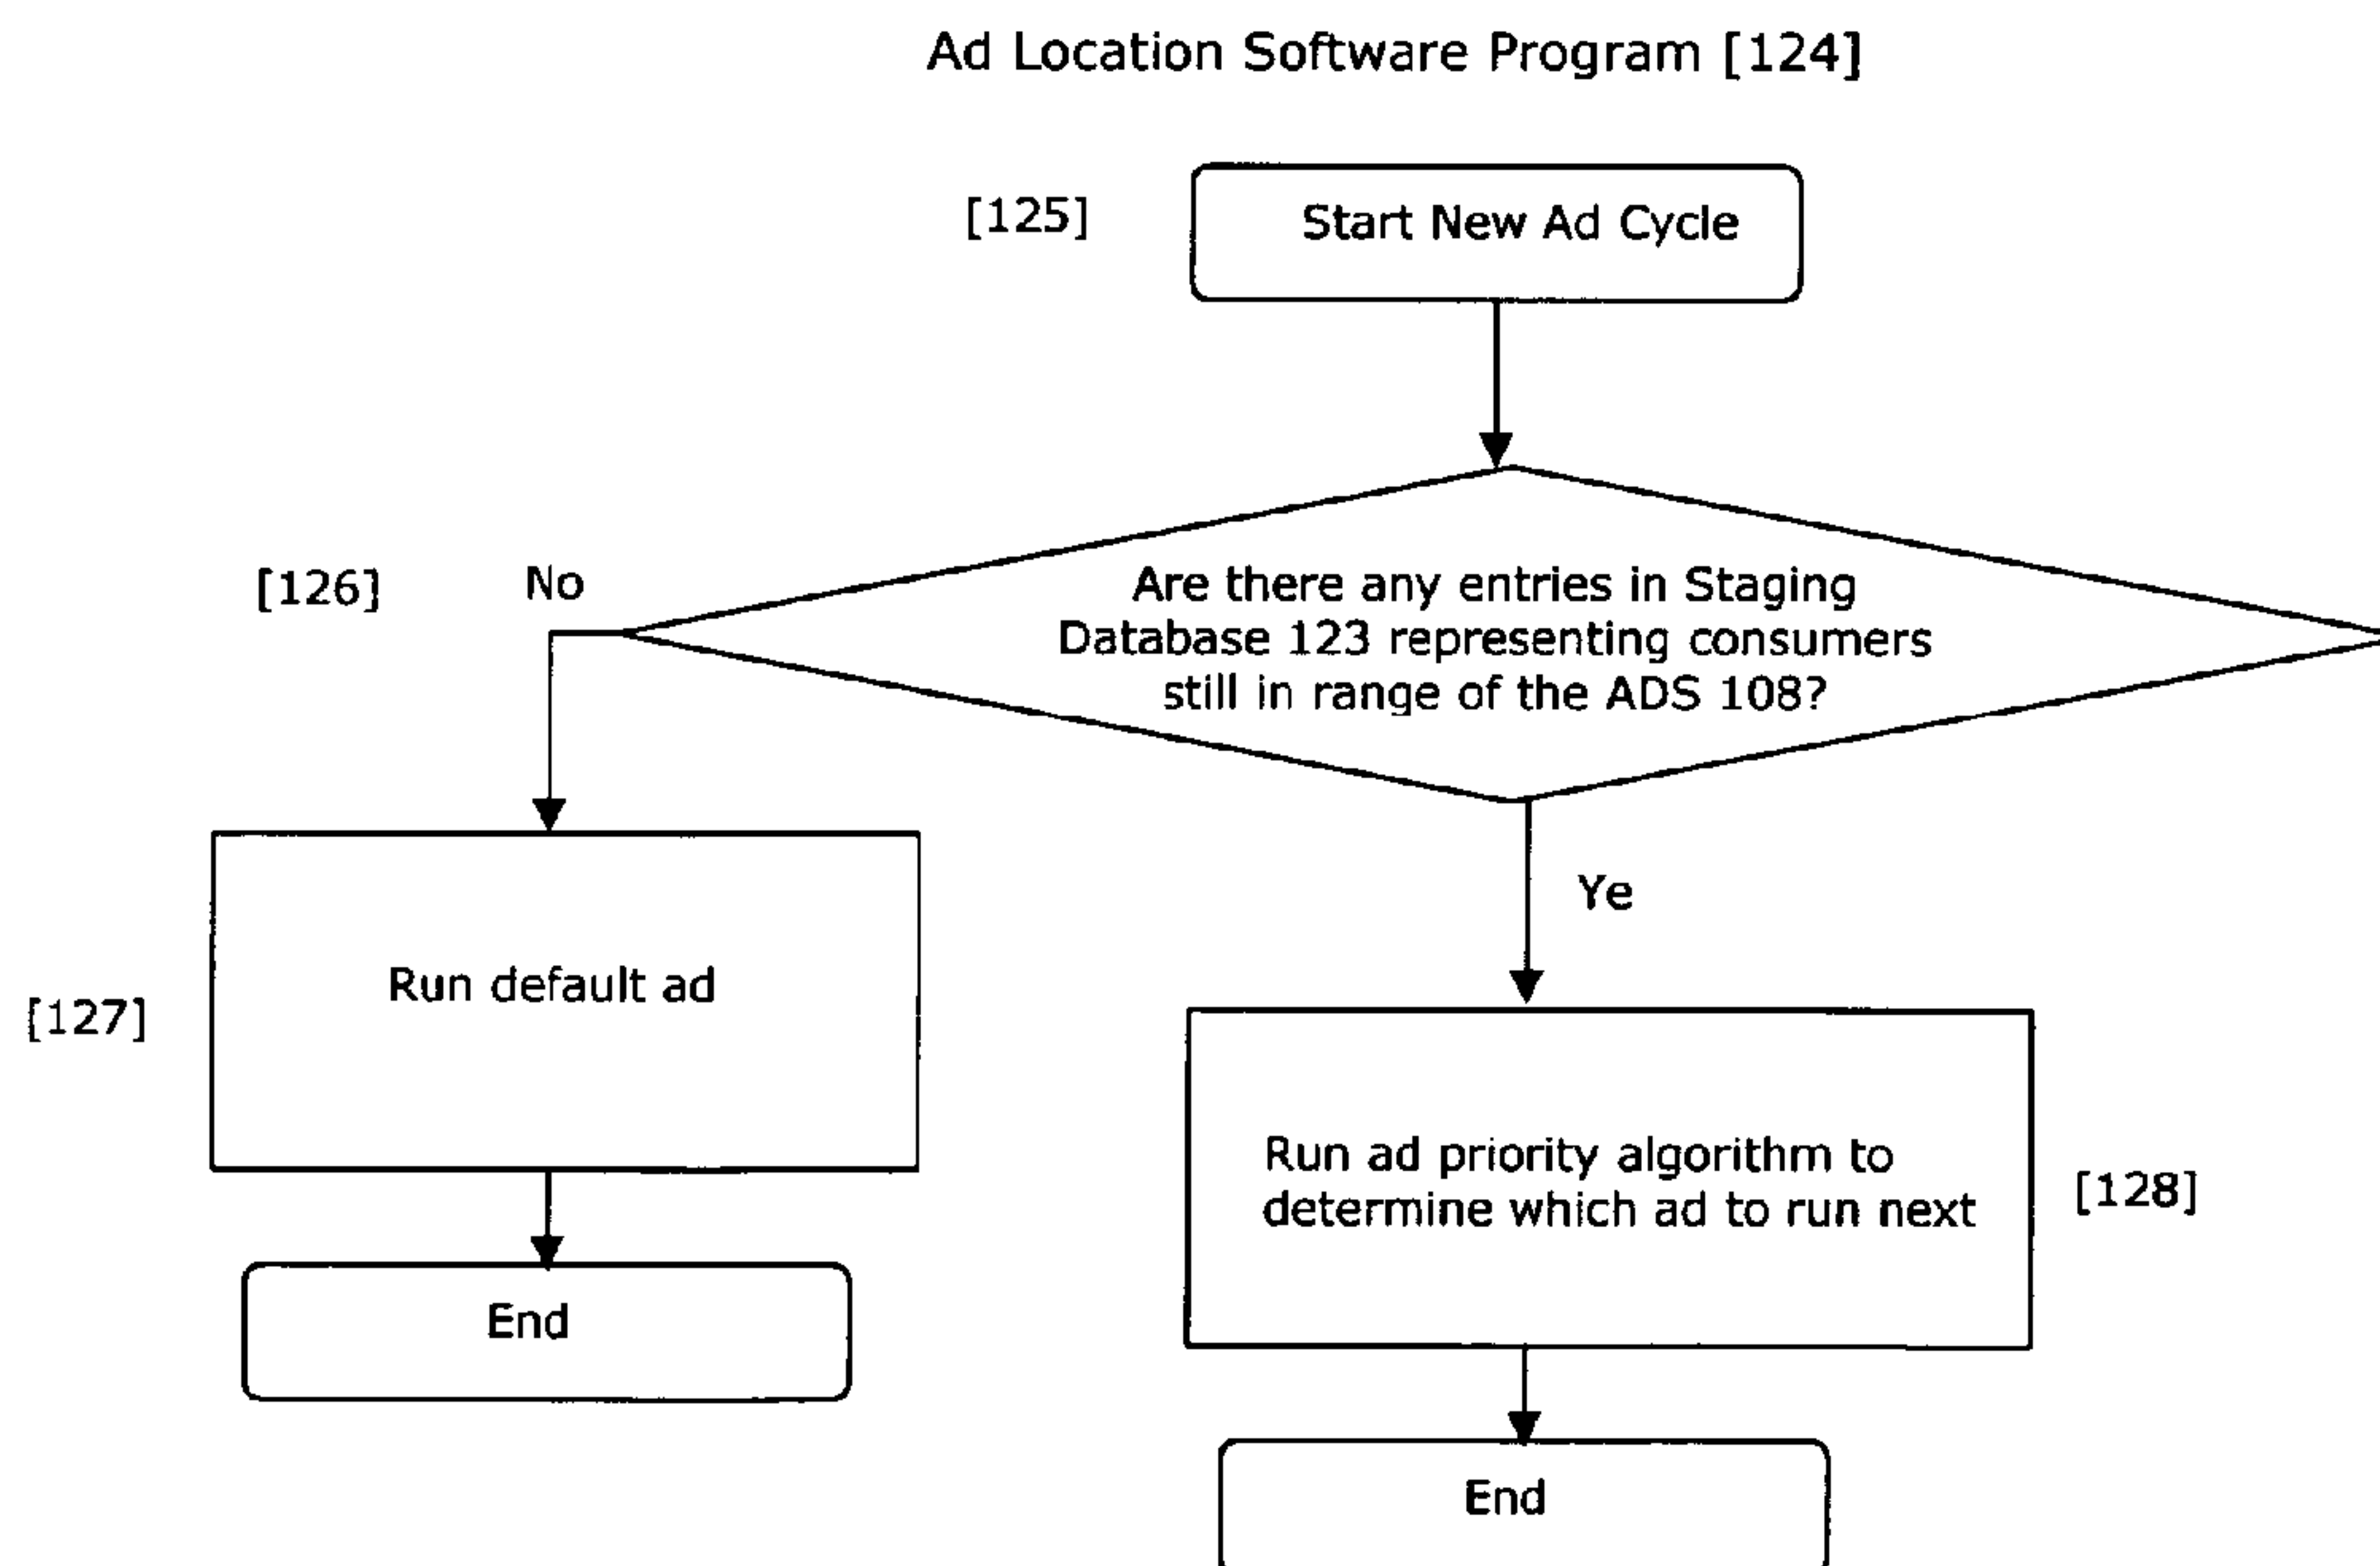 Ad Location Software Program [124]
[125]
Start New Ad Cycle
[126]
No
Are there any entries in Staging
Database 123 representing consumers
still in range of the ADS 108?
Ye
Run default ad
[127]
Run ad priority algorithm to
determine which ad to run next
[128]
End
End